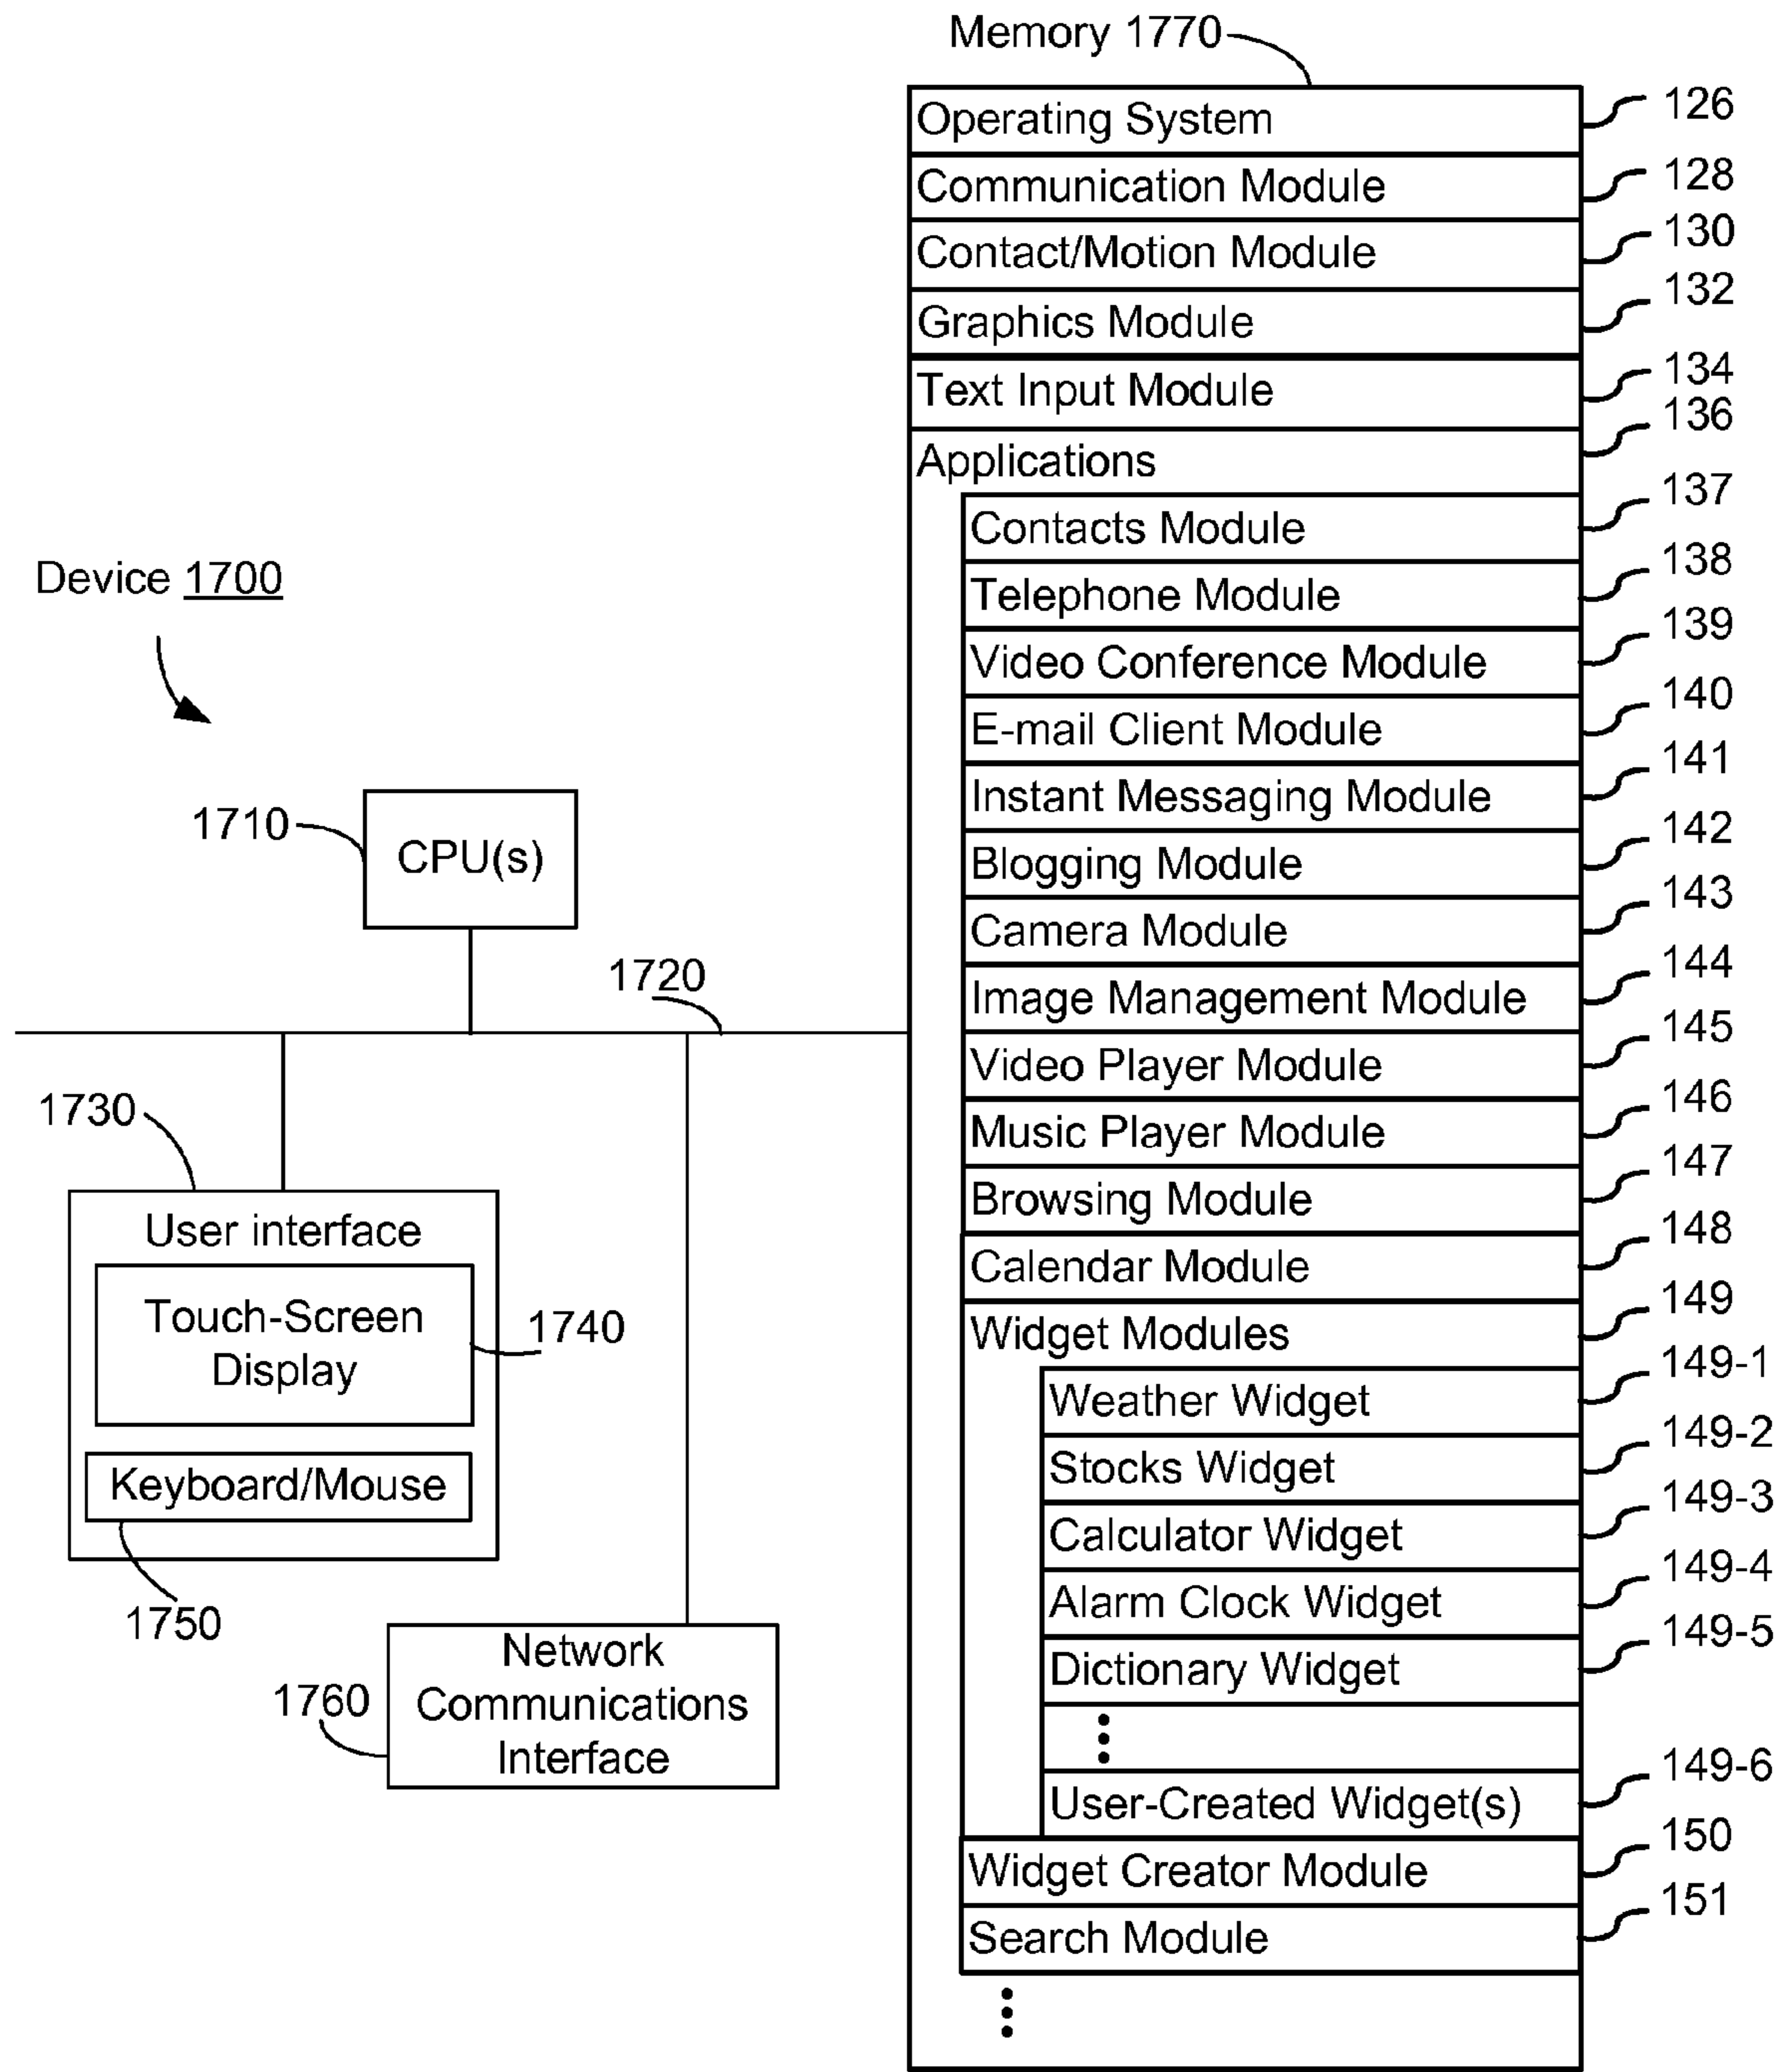 Memory 1770
Operating System 126
Communication Module 128
Contact/Motion Module 130
Graphics Module 132
Text Input Module 134
Applications 136
Contacts Module 137
Telephone Module 138
Video Conference Module 139
E-mail Client Module 140
Instant Messaging Module 141
Blogging Module 142
Camera Module 143
Image Management Module 144
Video Player Module 145
Music Player Module 146
Browsing Module 147
Calendar Module 148
Widget Modules 149
Weather Widget 149-1
Stocks Widget 149-2
Calculator Widget 149-3
Alarm Clock Widget 149-4
Dictionary Widget 149-5
User-Created Widget(s) 149-6
Widget Creator Module 150
Search Module 151
Device 1700
1710
CPU(s)
1720
1730
User interface
Touch-Screen
Display
1740
Keyboard/Mouse
1750
1760
Network
Communications
Interface